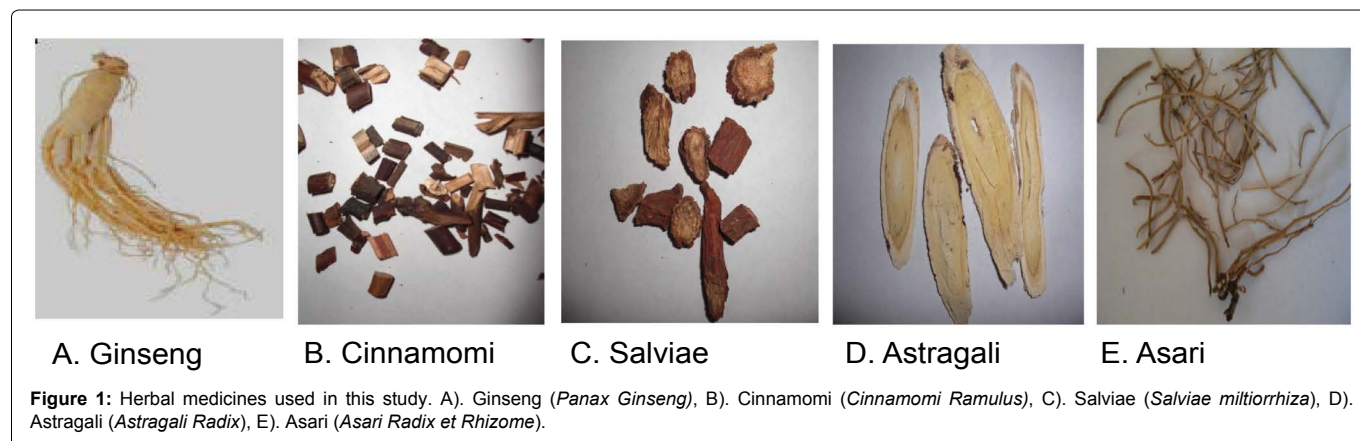 A. Ginseng
B. Cinnamomi
C. Salviae
D. Astragali
E. Asari
Figure 1: Herbal medicines used in this study. A). Ginseng (Panax Ginseng), B). Cinnamomi (Cinnamomi Ramulus), C). Salviae (Salviae miltiorrhiza), D).
Astragali (Astragali Radix), E). Asari (Asari Radix et Rhizome).